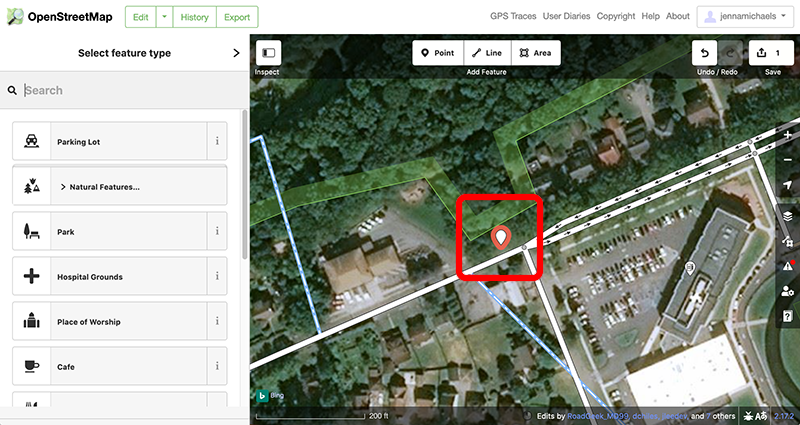 OpenStreetMap
Edit
History
Export
GPS Traces
User Diaries
Copyright
Help
About
jennamichaels
Select feature type
Search
Parking Lot
Natural Features...
Park
Hospital Grounds
Place of Worship
Cafe
Inspect
Point
Line
Area
Add Feature
Undo / Redo
1
Save
Bing
200 ft
Edits by RoadGeek_MD99, dchiles, jeedee, and 7 others
2.17.2